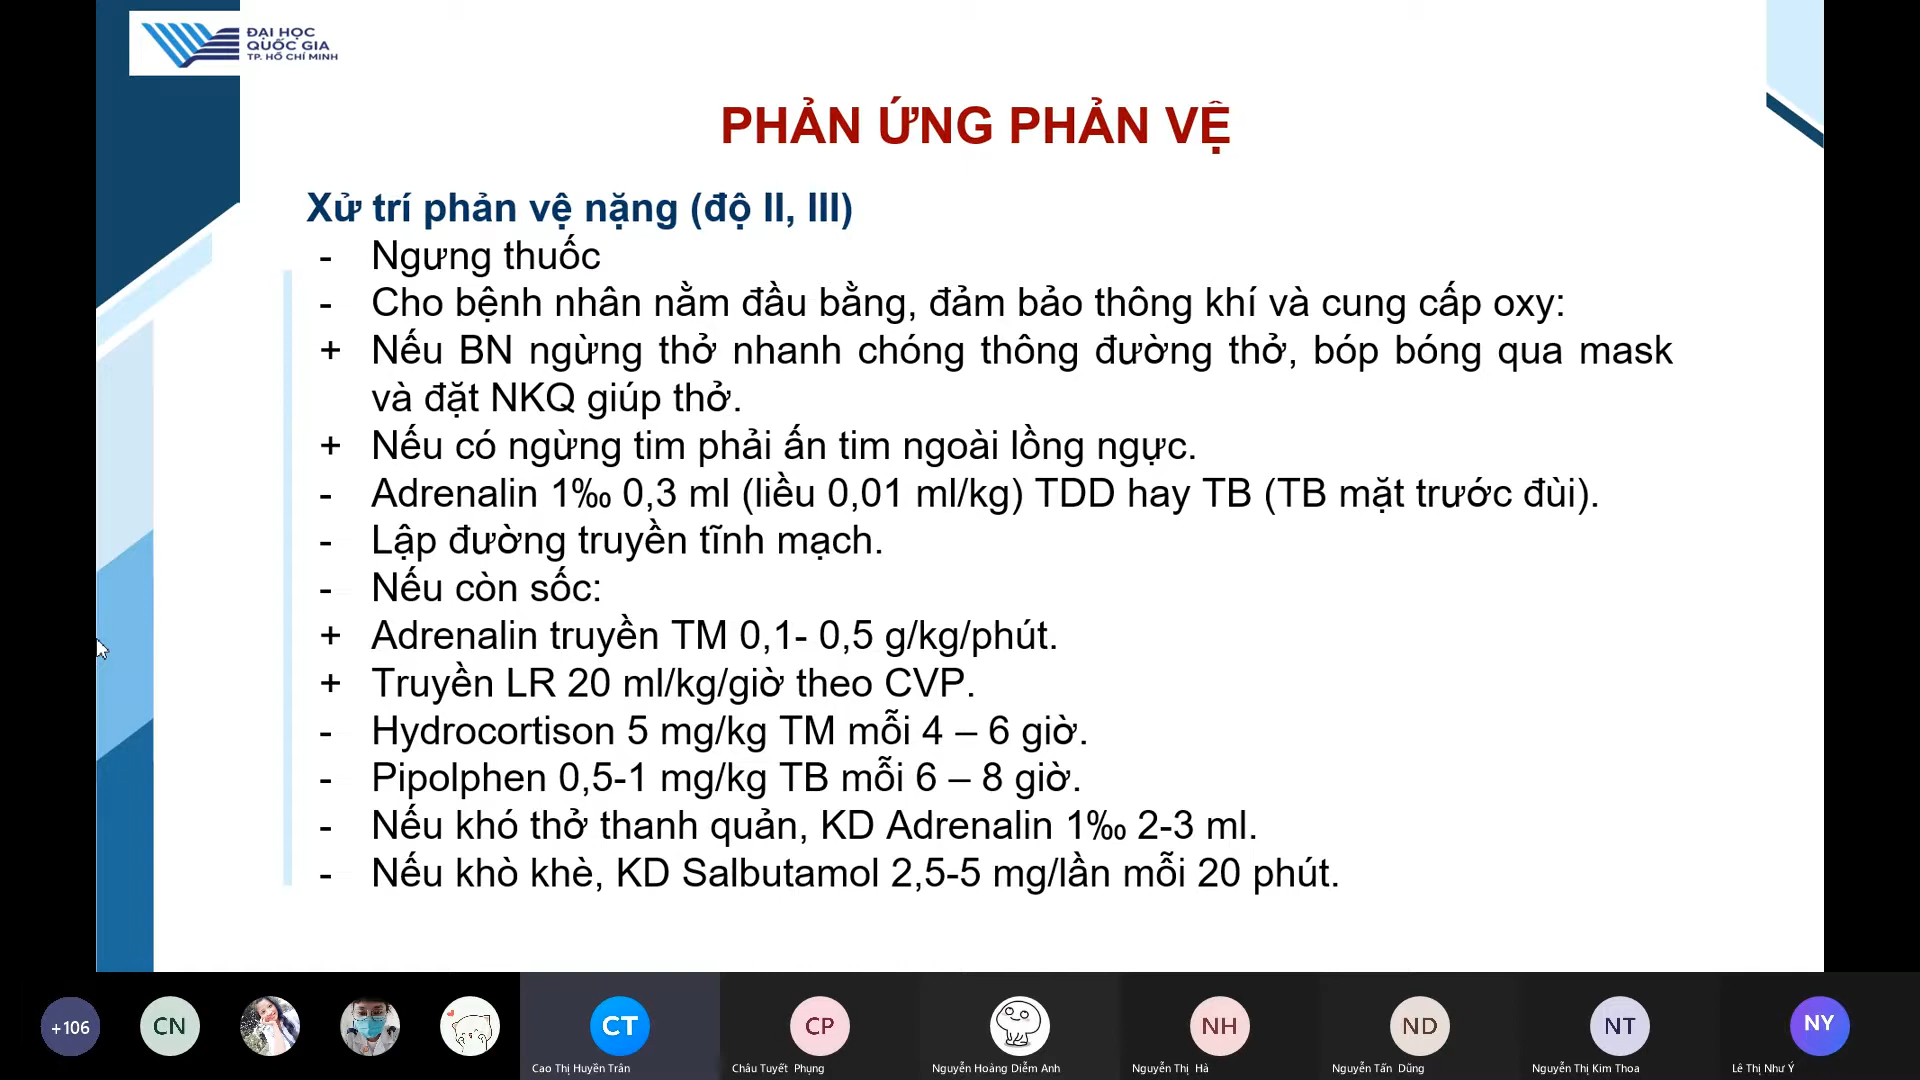 ĐẠI HỌC
QUỐC GIA
TP. HỒ CHÍ MINH
PHẢN ỨNG PHẢN VỆ
Xử trí phản vệ nặng (độ II, III)
- Ngưng thuốc
- Cho bệnh nhân nằm đầu bằng, đảm bảo thông khí và cung cấp oxy:
+ Nếu BN ngừng thở nhanh chóng thông đường thở, bóp bóng qua mask
và đặt NKQ giúp thở.
+ Nếu có ngừng tim phải ấn tim ngoài lồng ngực.
- Adrenalin 1‰ 0,3 ml (liều 0,01 ml/kg) TDD hay TB (TB mặt trước đùi).
- Lập đường truyền tĩnh mạch.
- Nếu còn sốc:
+ Adrenalin truyền TM 0,1- 0,5 g/kg/phút.
+ Truyền LR 20 ml/kg/giờ theo CVP.
- Hydrocortison 5 mg/kg TM mỗi 4 – 6 giờ.
- Pipolphen 0,5-1 mg/kg TB mỗi 6 – 8 giờ.
- Nếu khó thở thanh quản, KD Adrenalin 1‰ 2-3 ml.
- Nếu khò khè, KD Salbutamol 2,5-5 mg/lần mỗi 20 phút.
+106 CN CT CP NH ND NT NY
Cao Thị Huyền Trân Châu Tuyết Phụng Nguyễn Hoàng Diễm Anh Nguyễn Thị Hà Nguyễn Tấn Dũng Nguyễn Thị Kim Thoa Lê Thị Như Ý